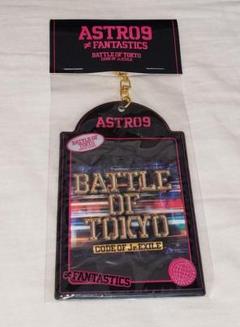 ASTRO9
≠ FANTASTICS
BATTLE OF TOKYO
CODE OF Jr.EXILE
ASTRO9
BATTLE OF
TOKYO
BATTLE
OF
TOKYO
CODE OF Jr.EXILE
≠ FANTASTICS